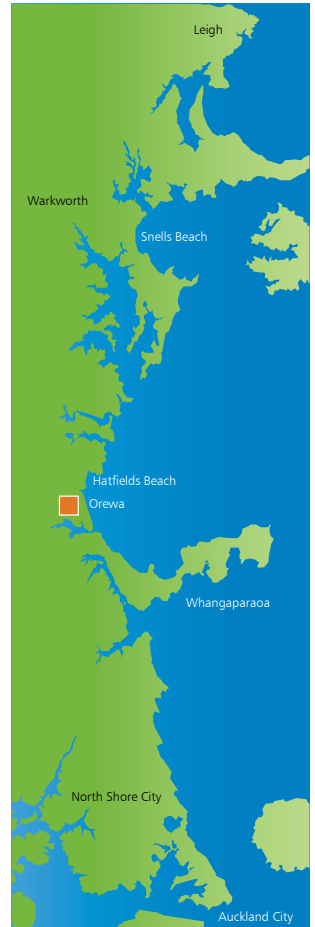 Leigh
Warkworth
Snells Beach
Hatfields Beach
Orewa
Whangaparaoa
North Shore City
Auckland City